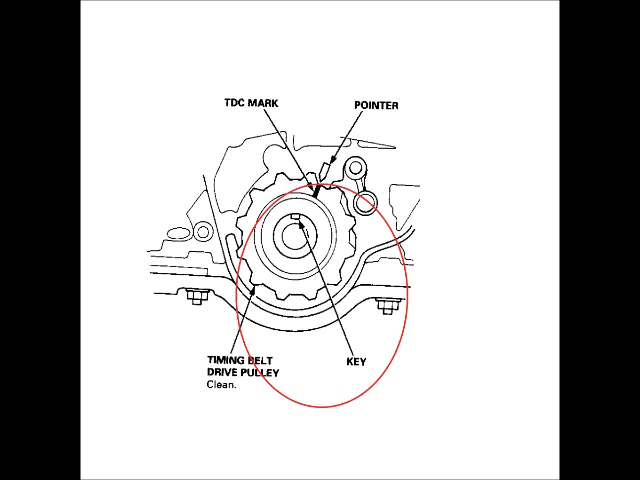 TDC MARK
POINTER
TIMING BELT
DRIVE PULLEY
Clean.
KEY